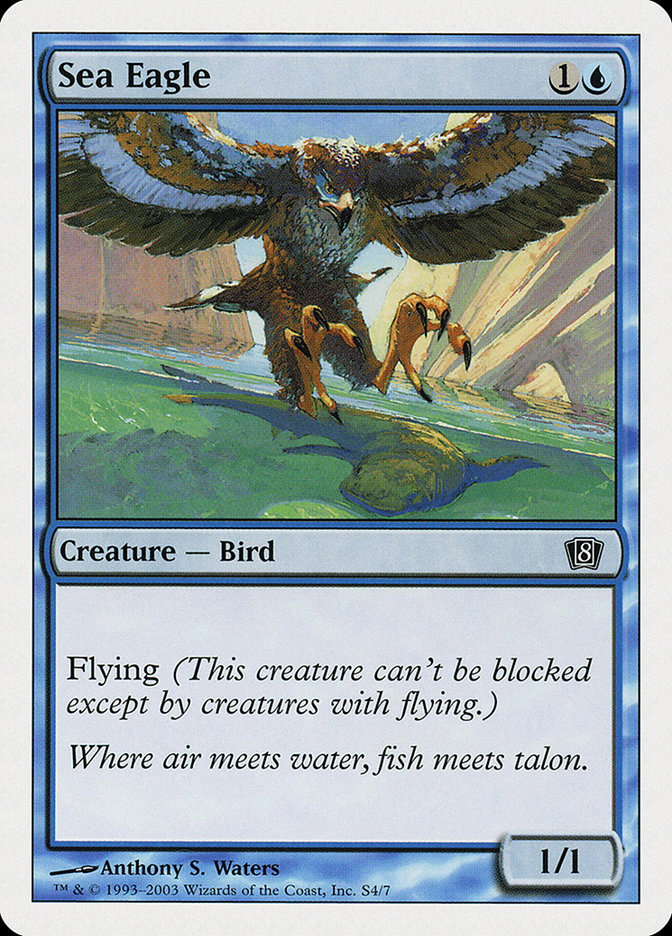 Sea Eagle 1
Creature — Bird 8
Flying (This creature can't be blocked
except by creatures with flying.)
Where air meets water, fish meets talon.
1/1
Anthony S. Waters
™ & © 1993–2003 Wizards of the Coast, Inc. S4/7